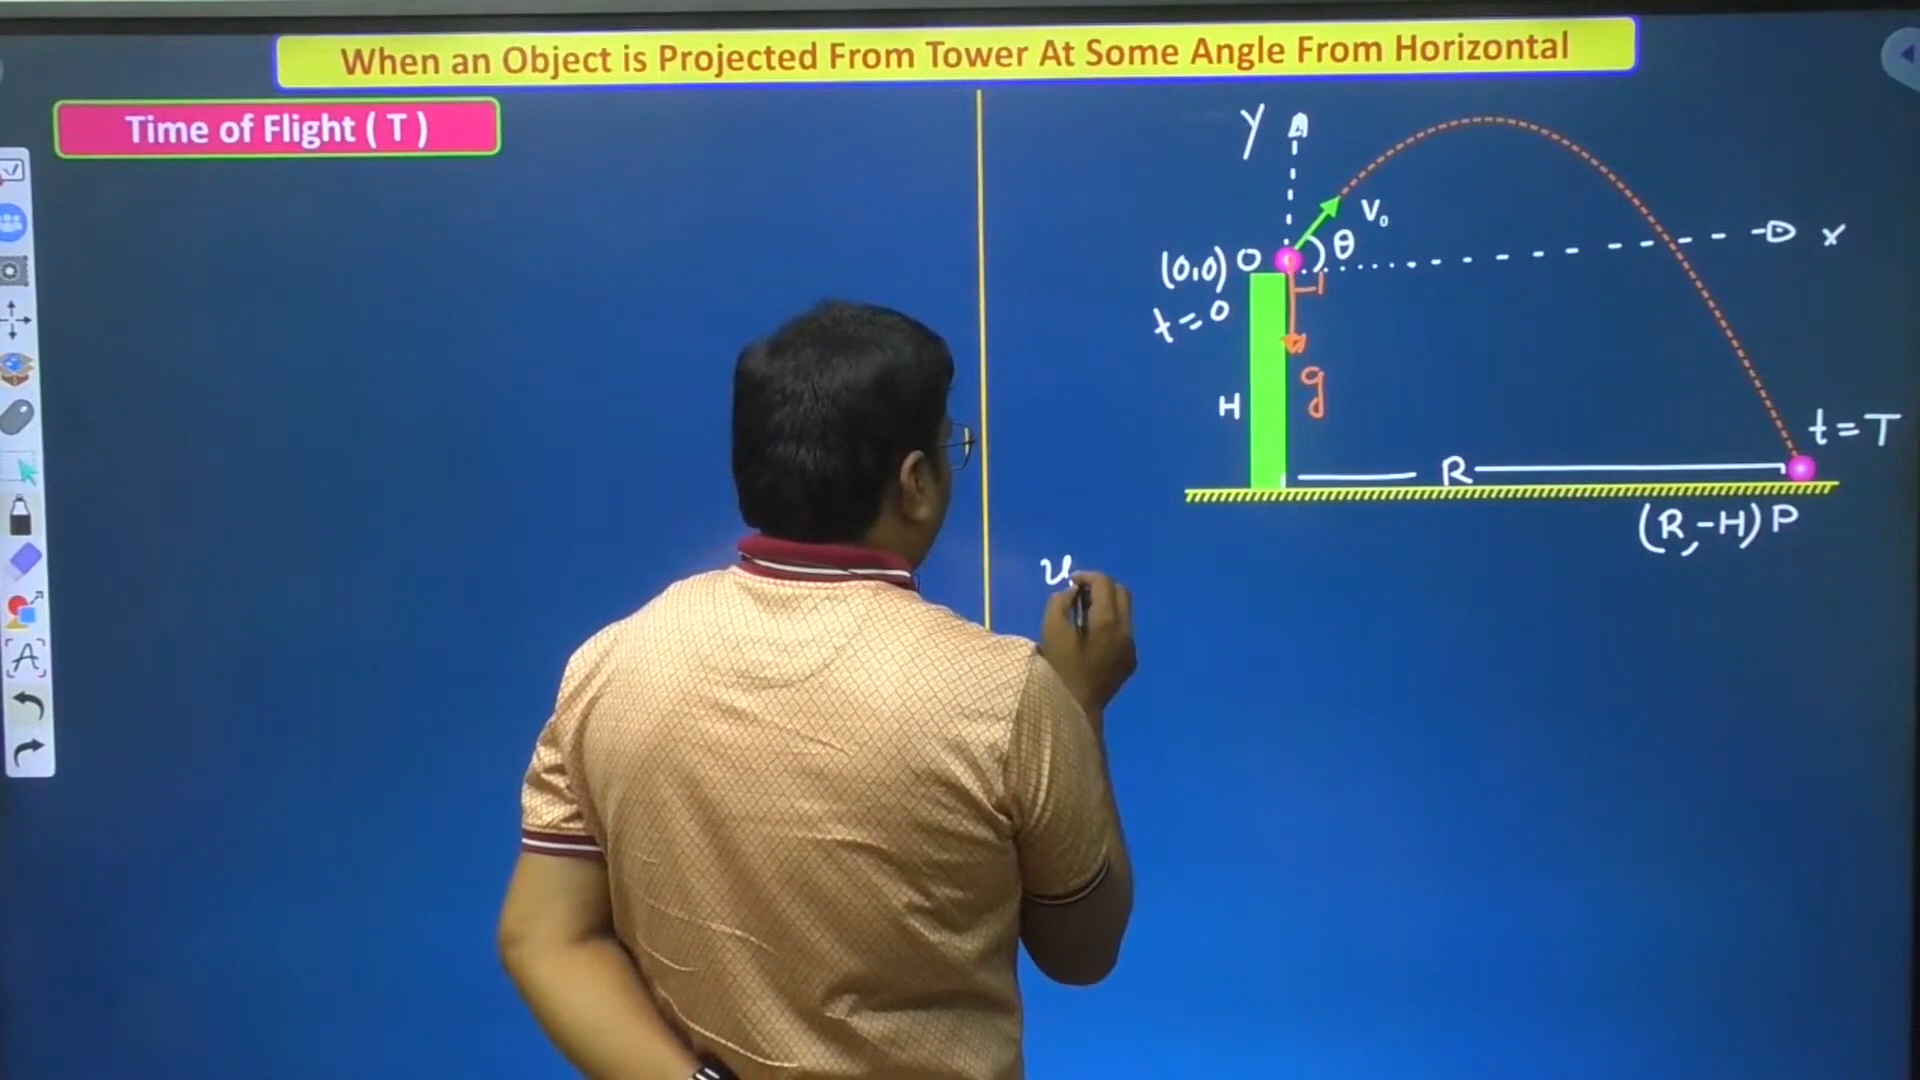 When an Object is Projected From Tower At Some Angle From Horizontal
Time of Flight ( T )
Y
V₀
θ
x
(0,0) O
t=0
g
H
t=T
R
(R,-H) P
u